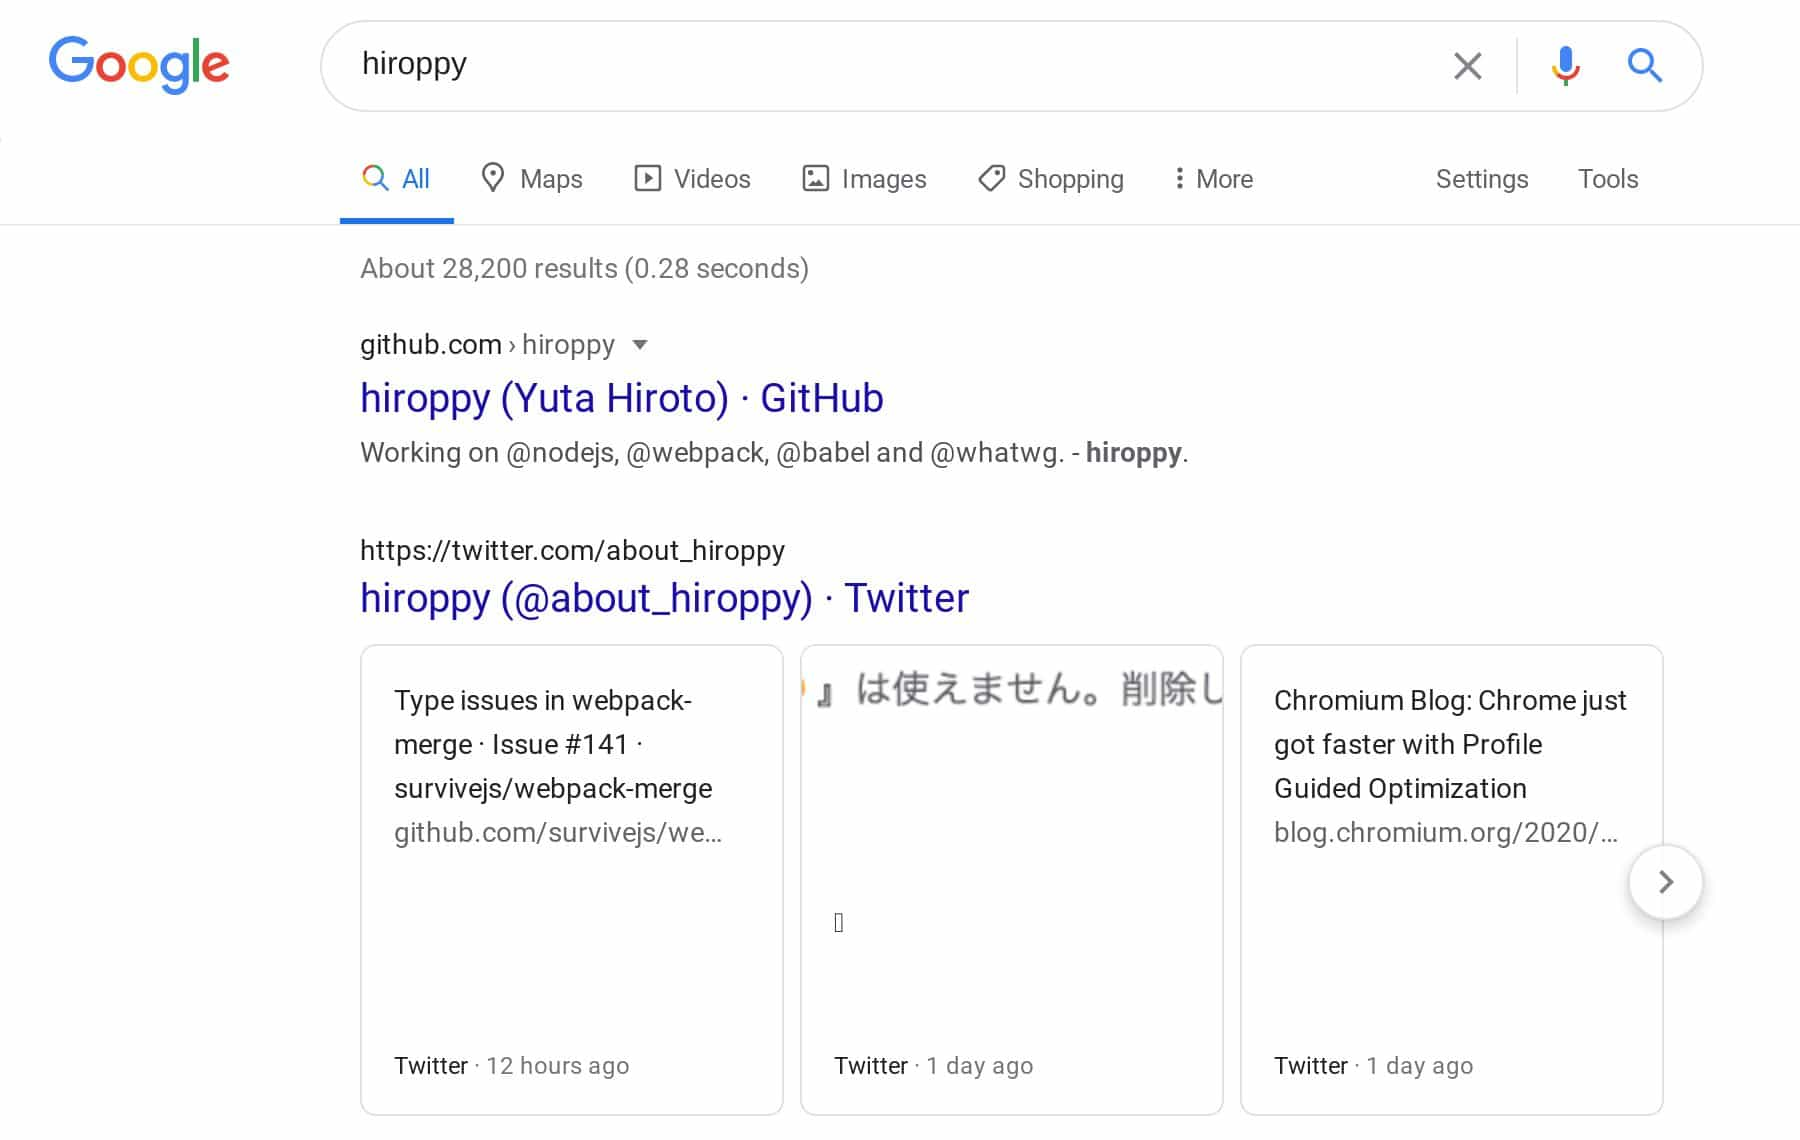 Google
hiroppy
All Maps Videos Images Shopping More Settings Tools
About 28,200 results (0.28 seconds)
github.com › hiroppy
hiroppy (Yuta Hiroto) · GitHub
Working on @nodejs, @webpack, @babel and @whatwg. - hiroppy.
https://twitter.com/about_hiroppy
hiroppy (@about_hiroppy) · Twitter
Type issues in webpack-
merge · Issue #141 ·
survivejs/webpack-merge
github.com/survivejs/we...
Twitter · 12 hours ago
』は使えません。削除し
Twitter · 1 day ago
Chromium Blog: Chrome just
got faster with Profile
Guided Optimization
blog.chromium.org/2020/...
Twitter · 1 day ago